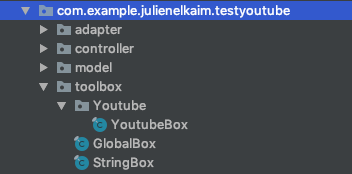 com.example.julienelkaim.testyoutube
adapter
controller
model
toolbox
Youtube
YoutubeBox
GlobalBox
StringBox